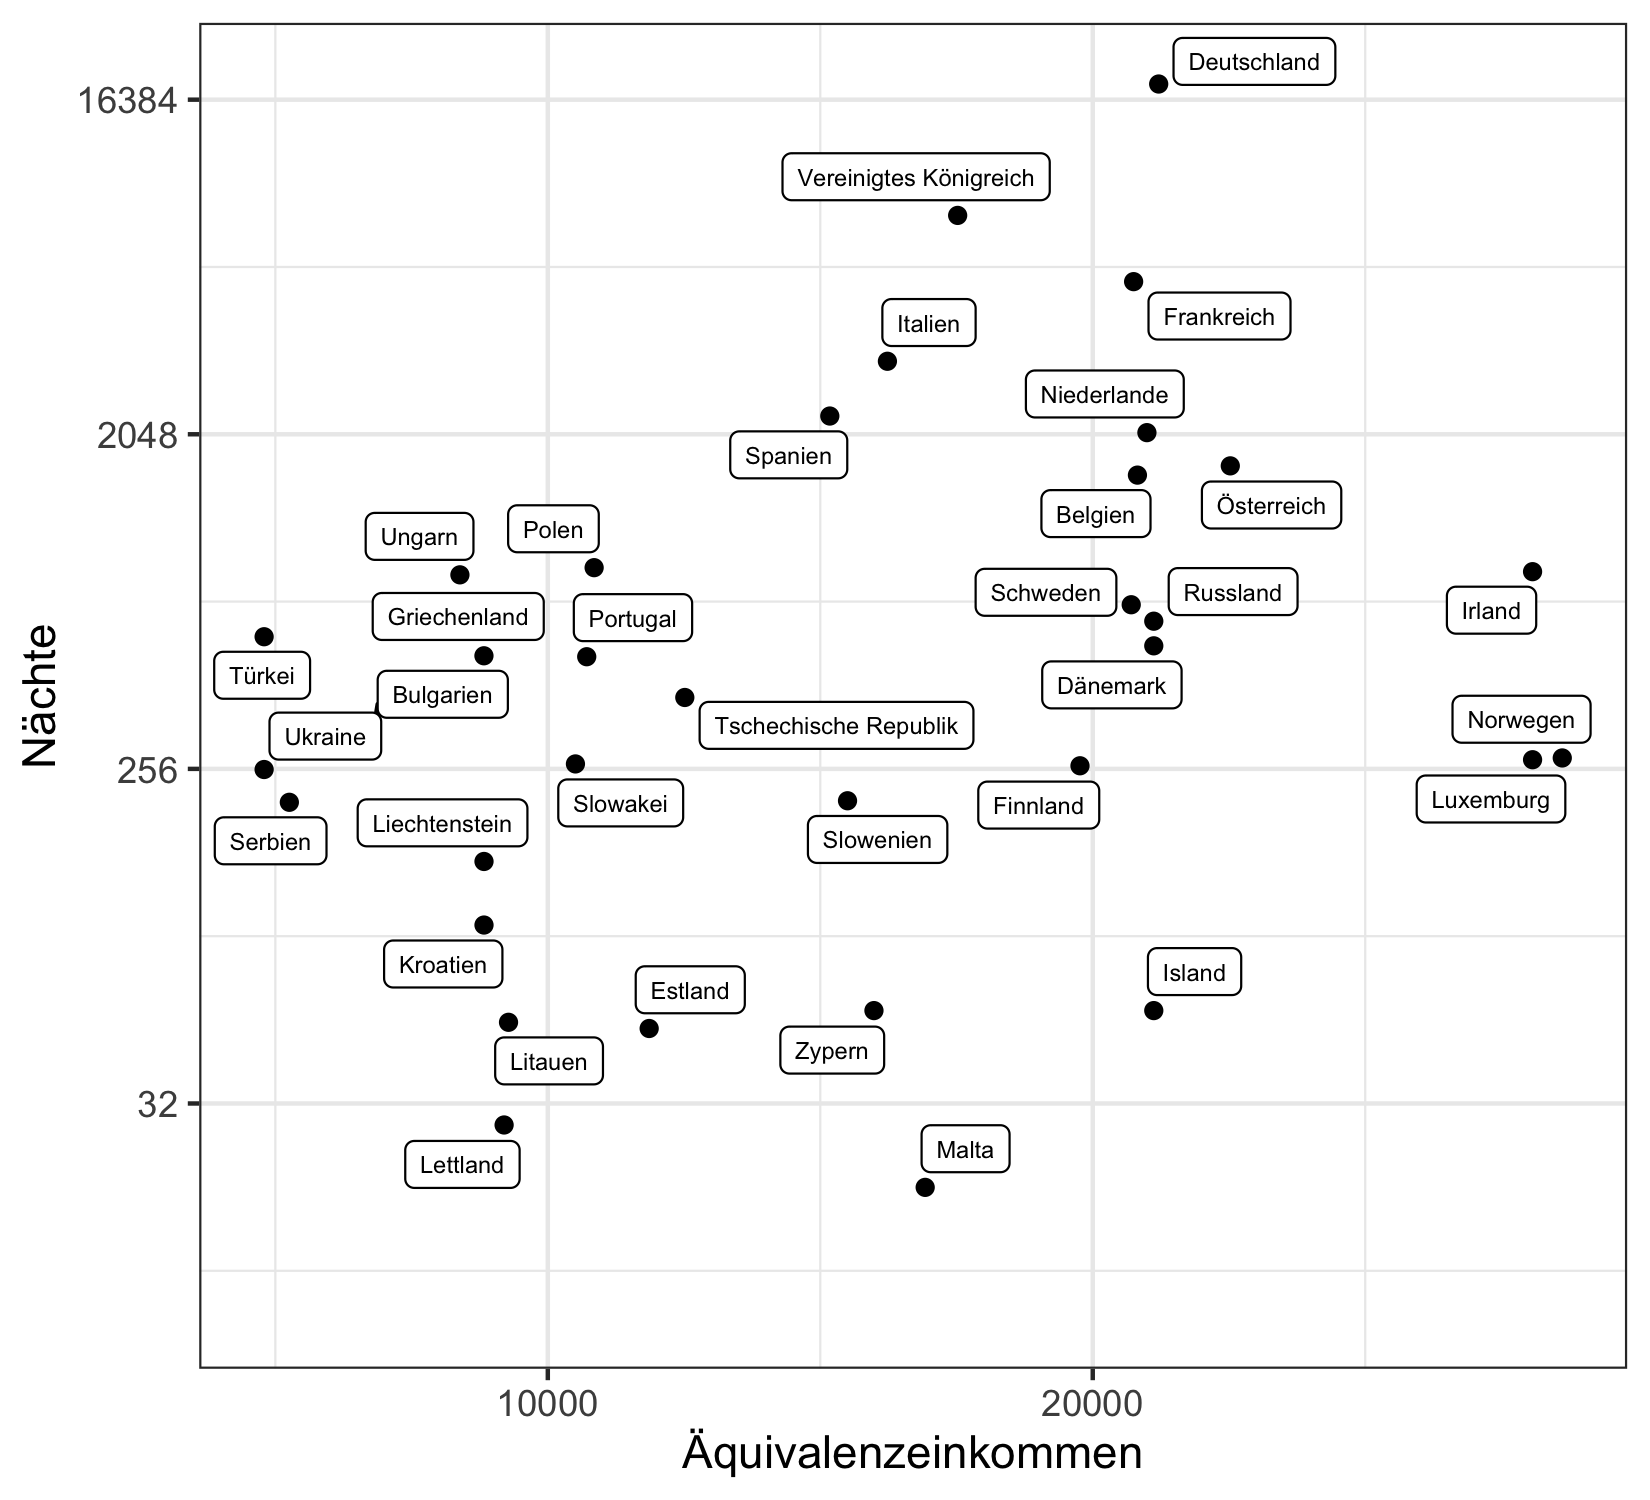 Deutschland
16384
Vereinigtes Königreich
Frankreich
Italien
Niederlande
2048
Spanien
Österreich
Belgien
Polen
Ungarn
Schweden
Russland
Irland
Griechenland
Portugal
Türkei
Dänemark
Bulgarien
Nächte
Norwegen
Tschechische Republik
Ukraine
256
Luxemburg
Slowakei
Finnland
Liechtenstein
Slowenien
Serbien
Kroatien
Island
Estland
Zypern
Litauen
32
Malta
Lettland
10000
20000
Äquivalenzeinkommen